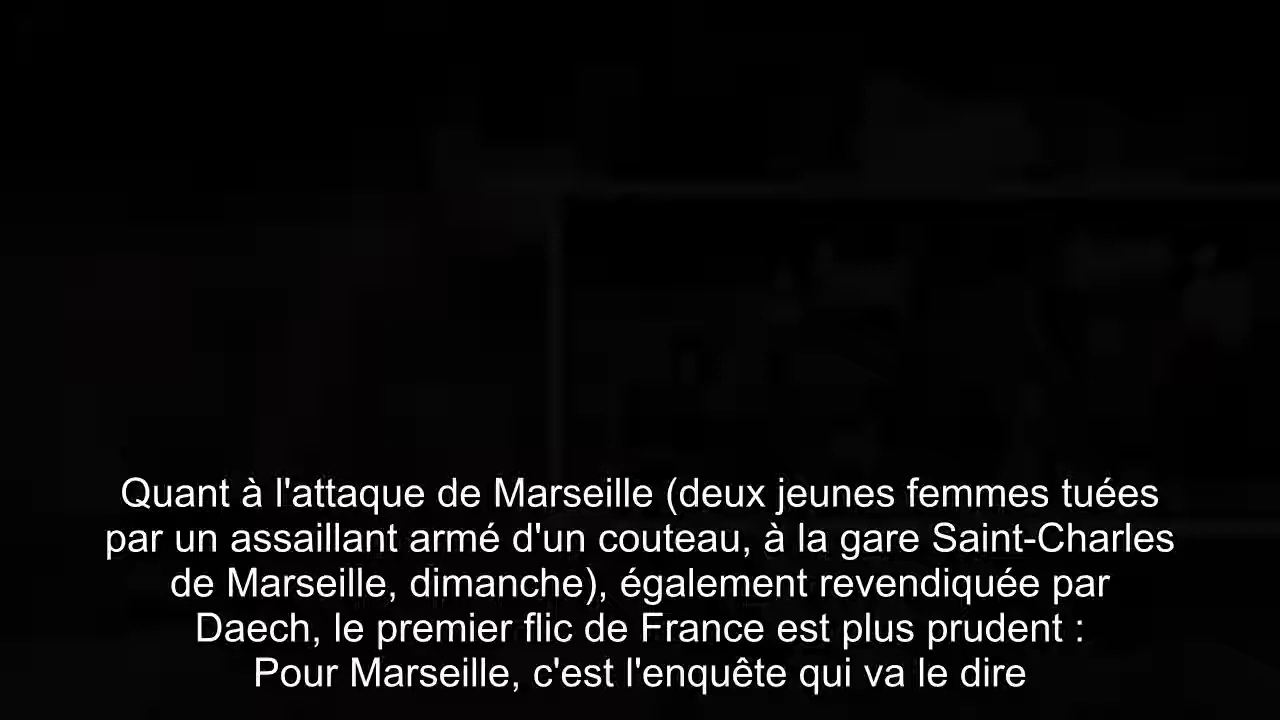 Quant à l'attaque de Marseille (deux jeunes femmes tuées
par un assaillant armé d'un couteau, à la gare Saint-Charles
de Marseille, dimanche), également revendiquée par
Daech, le premier flic de France est plus prudent :
Pour Marseille, c'est l'enquête qui va le dire